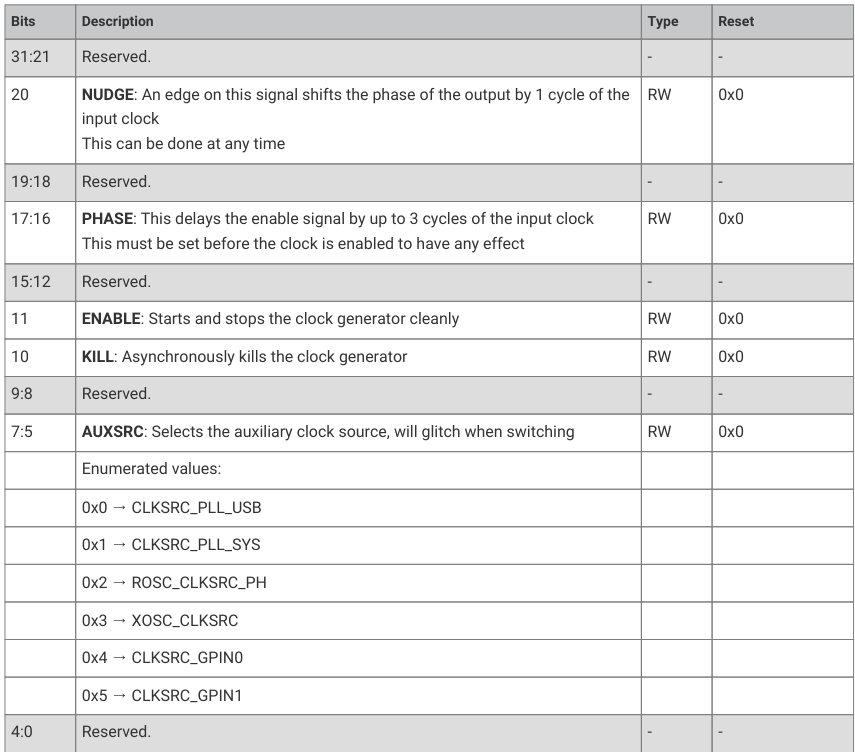 Bits Description Type Reset
31:21 Reserved. - -
20 NUDGE: An edge on this signal shifts the phase of the output by 1 cycle of the RW 0x0
input clock
This can be done at any time
19:18 Reserved. - -
17:16 PHASE: This delays the enable signal by up to 3 cycles of the input clock RW 0x0
This must be set before the clock is enabled to have any effect
15:12 Reserved. - -
11 ENABLE: Starts and stops the clock generator cleanly RW 0x0
10 KILL: Asynchronously kills the clock generator RW 0x0
9:8 Reserved. - -
7:5 AUXSRC: Selects the auxiliary clock source, will glitch when switching RW 0x0
Enumerated values:
0x0 → CLKSRC_PLL_USB
0x1 → CLKSRC_PLL_SYS
0x2 → ROSC_CLKSRC_PH
0x3 → XOSC_CLKSRC
0x4 → CLKSRC_GPIN0
0x5 → CLKSRC_GPIN1
4:0 Reserved. - -